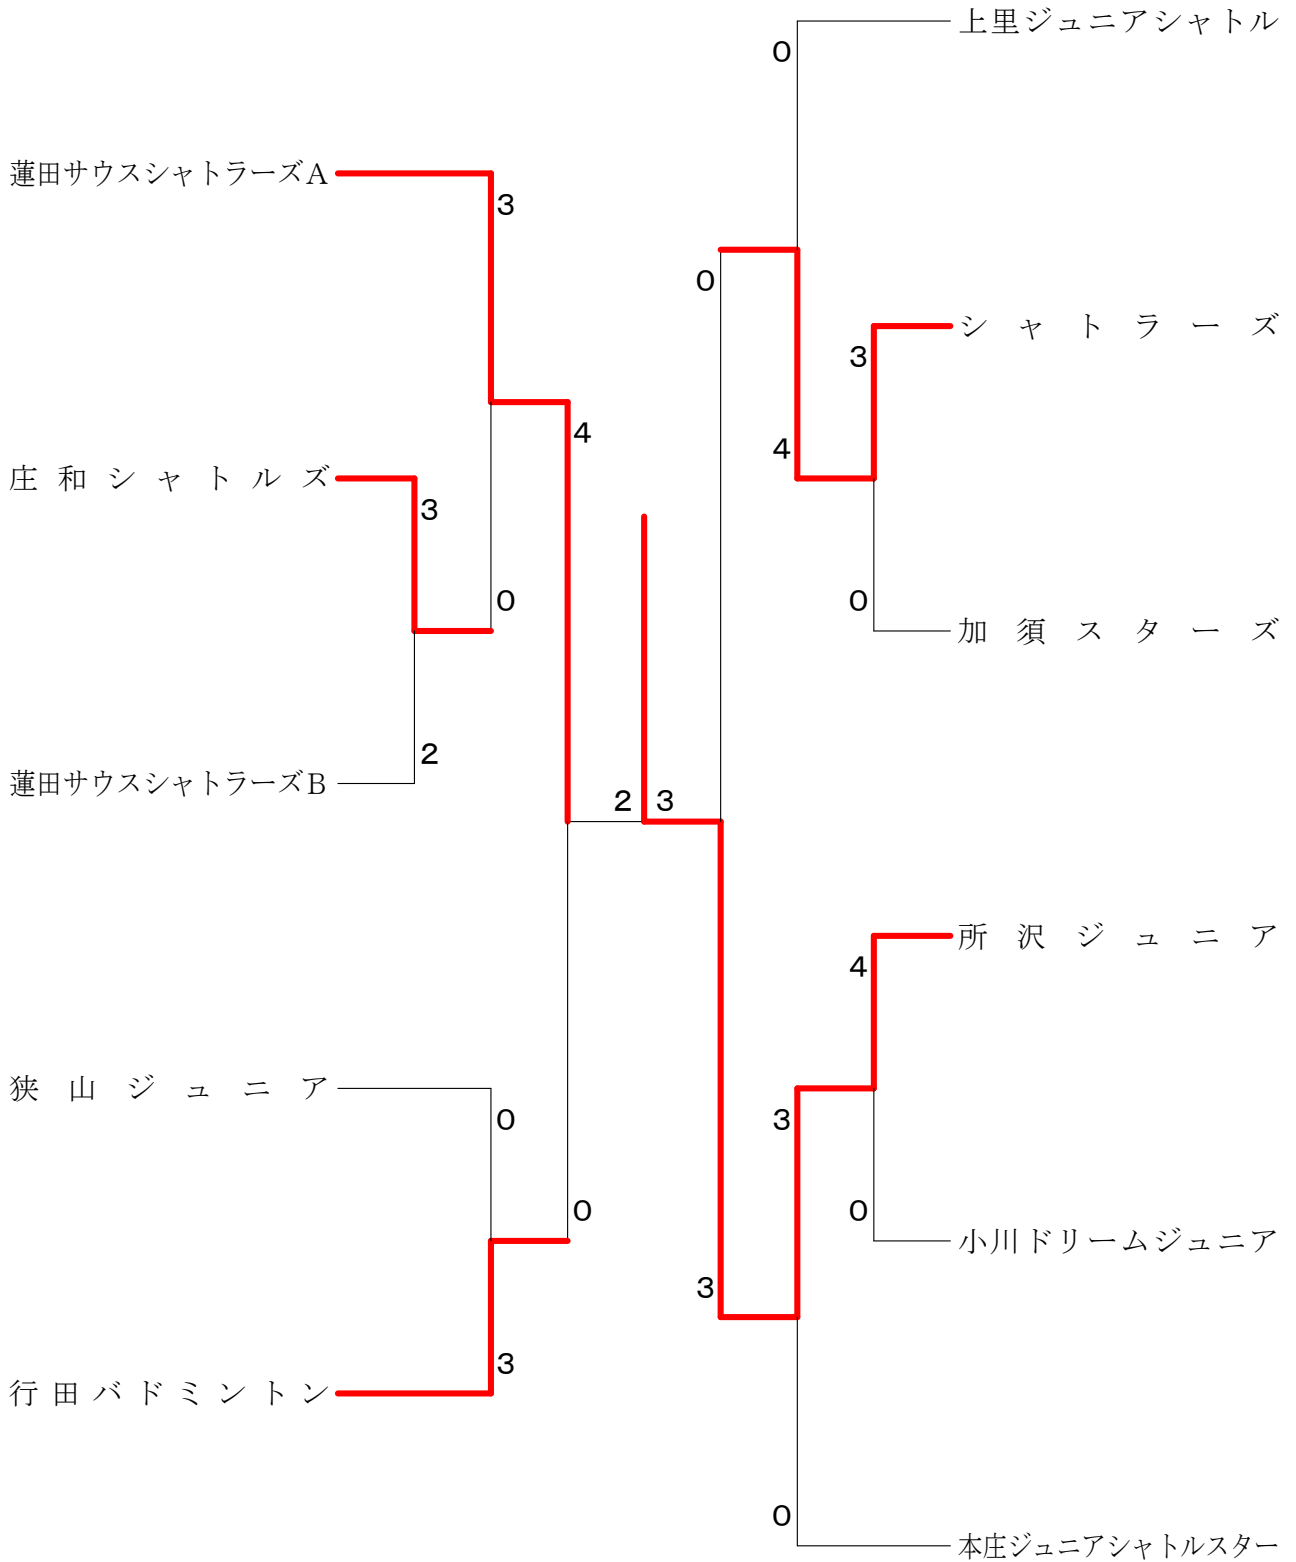 上里ジュニアシャトル
0
蓮田サウスシャトラーズA
3
0
シャトラーズ
3
4
4
庄和シャトルズ
3
0
0
加須スターズ
2
蓮田サウスシャトラーズB
2 3
所沢ジュニア
4
狭山ジュニア
0
3
0
0
小川ドリームジュニア
3
3
行田バドミントン
0
本庄ジュニアシャトルスター